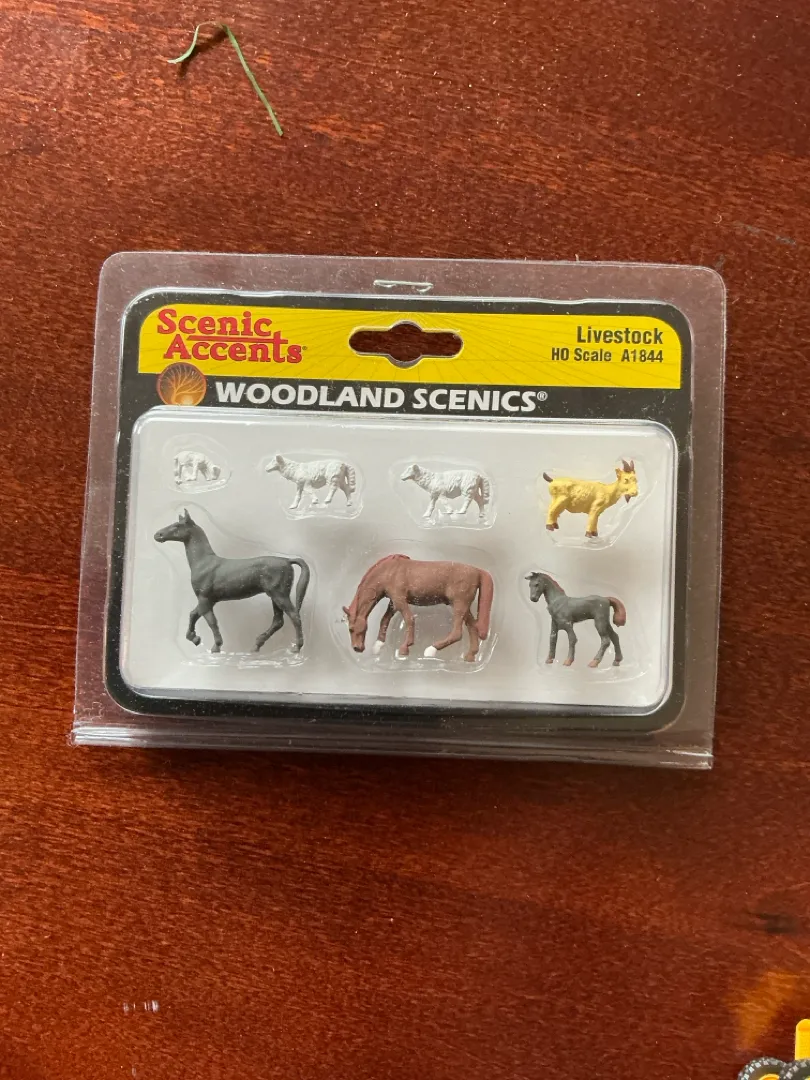 Scenic
Accents®
Livestock
HO Scale A1844
WOODLAND SCENICS®